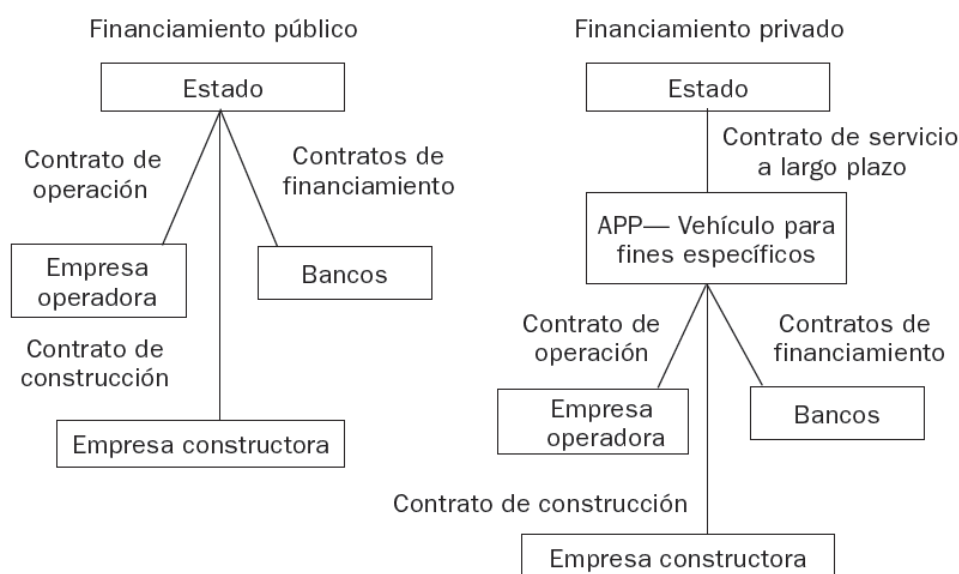 Financiamiento público
Estado
Contrato de
operación
Contratos de
financiamiento
Empresa
operadora
Bancos
Contrato de
construcción
Empresa constructora
Financiamiento privado
Estado
Contrato de servicio
a largo plazo
APP— Vehículo para
fines específicos
Contrato de
operación
Contratos de
financiamiento
Empresa
operadora
Bancos
Contrato de construcción
Empresa constructora